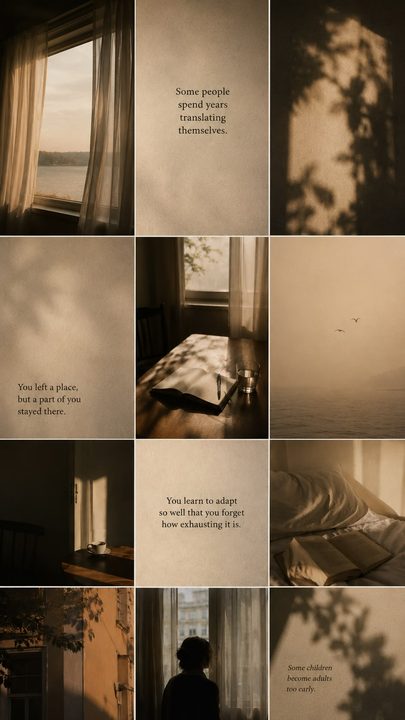 Some people
spend years
translating
themselves.
You left a place,
but a part of you
stayed there.
You learn to adapt
so well that you forget
how exhausting it is.
Some children
become adults
too early.